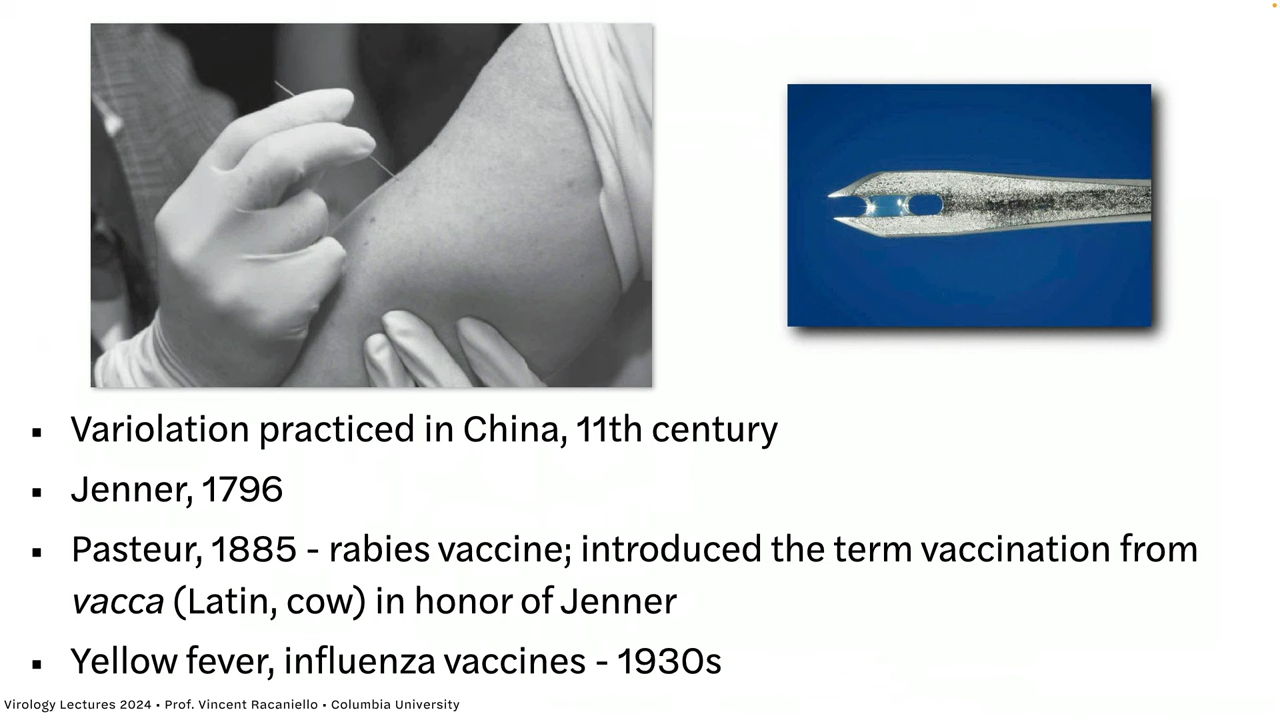 ▪ Variolation practiced in China, 11th century
▪ Jenner, 1796
▪ Pasteur, 1885 - rabies vaccine; introduced the term vaccination from
vacca (Latin, cow) in honor of Jenner
▪ Yellow fever, influenza vaccines - 1930s
Virology Lectures 2024 • Prof. Vincent Racaniello • Columbia University